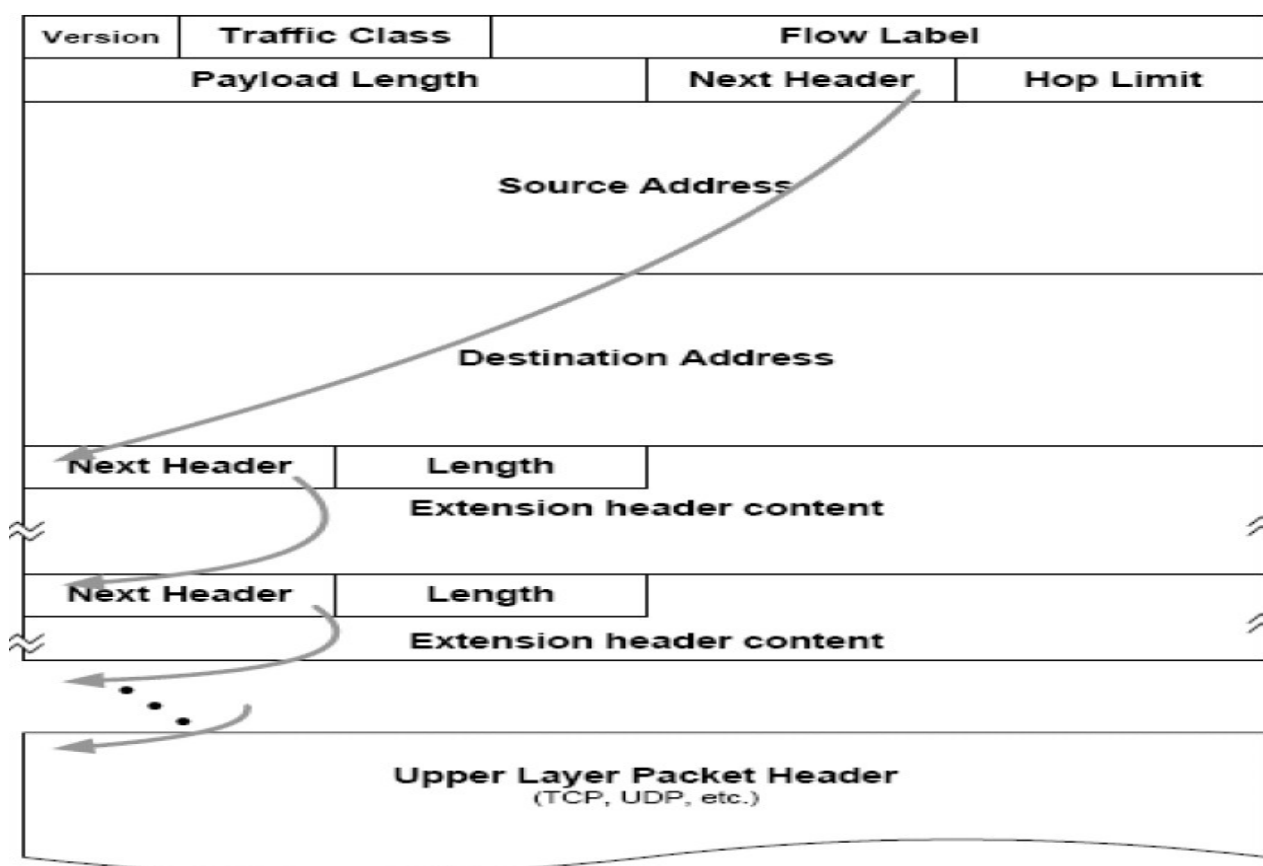 Version Traffic Class Flow Label
Payload Length Next Header Hop Limit
Source Address
Destination Address
Next Header Length
Extension header content
Next Header Length
Extension header content
Upper Layer Packet Header
(TCP, UDP, etc.)